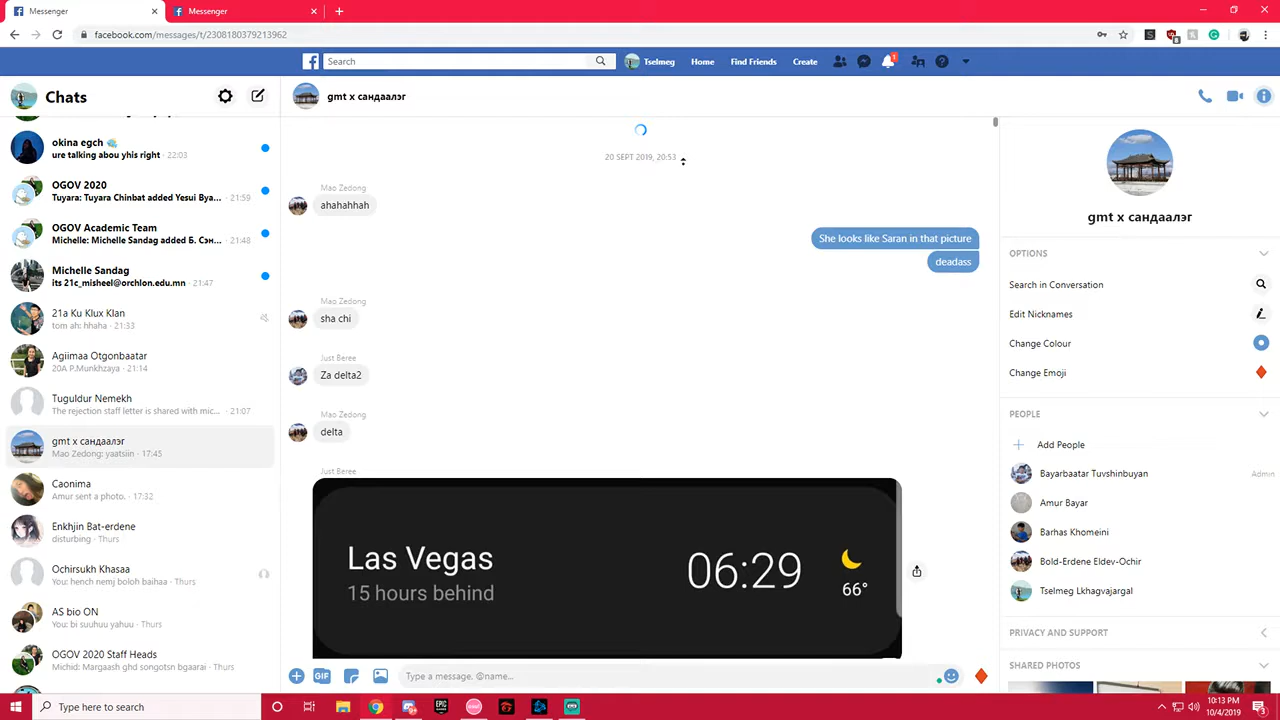 Messenger
Messenger
facebook.com/messages/t/2308180379213962
Search
Tselmeg
Home
Find Friends
Create
1
Chats
okina egch
ure talking abou yhis right · 22:03
OGOV 2020
Tuyara: Tuyara Chinbat added Yesui Bya... · 21:59
OGOV Academic Team
Michelle: Michelle Sandag added Б. Сэн... · 21:48
Michelle Sandag
its 21c_misheel@orchlon.edu.mn · 21:47
21a Ku Klux Klan
tom ah: hhaha · 21:33
Agiimaa Otgonbaatar
20A P.Munkhzaya · 21:14
Tuguldur Nemekh
The rejection staff letter is shared with mic... · 21:07
gmt x сандаалэг
Mao Zedong: yaatsiin · 17:45
Caonima
Amur sent a photo. · 17:32
Enkhjin Bat-erdene
disturbing · Thurs
Ochirsukh Khasaa
You: hench nemj boloh baihaa · Thurs
AS bio ON
You: bi suuhuu yahuu · Thurs
OGOV 2020 Staff Heads
Michid: Margaash ghd songotsn bgaarai · Thurs
gmt x сандаалэг
20 SEPT 2019, 20:53
Mao Zedong
ahahahhah
She looks like Saran in that picture
deadass
Mao Zedong
sha chi
Just Beree
Za delta2
Mao Zedong
delta
Just Beree
Las Vegas
15 hours behind
06:29
66°
GIF
Type a message, @name...
gmt x сандаалэг
OPTIONS
Search in Conversation
Edit Nicknames
Change Colour
Change Emoji
PEOPLE
Add People
Bayarbaatar Tuvshinbuyan
Admin
Amur Bayar
Barhas Khomeini
Bold-Erdene Eldev-Ochir
Tselmeg Lkhagvajargal
PRIVACY AND SUPPORT
SHARED PHOTOS
Type here to search
EPIC
GAMES
10:13 PM
10/4/2019
3